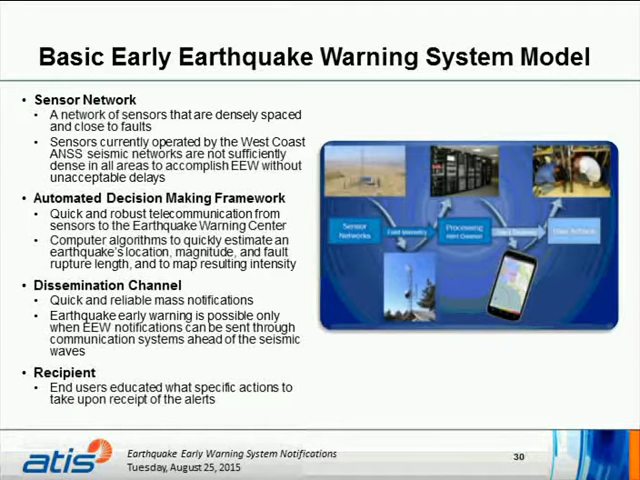 Basic Early Earthquake Warning System Model
• Sensor Network
• A network of sensors that are densely spaced
and close to faults
• Sensors currently operated by the West Coast
ANSS seismic networks are not sufficiently
dense in all areas to accomplish EEW without
unacceptable delays
• Automated Decision Making Framework
• Quick and robust telecommunication from
sensors to the Earthquake Warning Center
• Computer algorithms to quickly estimate an
earthquake's location, magnitude, and fault
rupture length, and to map resulting intensity
• Dissemination Channel
• Quick and reliable mass notifications
• Earthquake early warning is possible only
when EEW notifications can be sent through
communication systems ahead of the seismic
waves
• Recipient
• End users educated what specific actions to
take upon receipt of the alerts
Sensor
Networks
Field telemetry
Processing
Alert Creation
atis
Earthquake Early Warning System Notifications
Tuesday, August 25, 2015
30